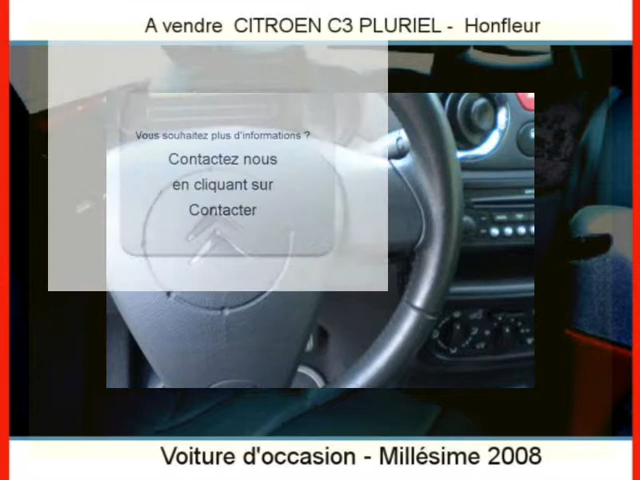 A vendre CITROEN C3 PLURIEL - Honfleur
Vous souhaitez plus d'informations ?
Contactez nous
en cliquant sur
Contacter
Voiture d'occasion - Millésime 2008